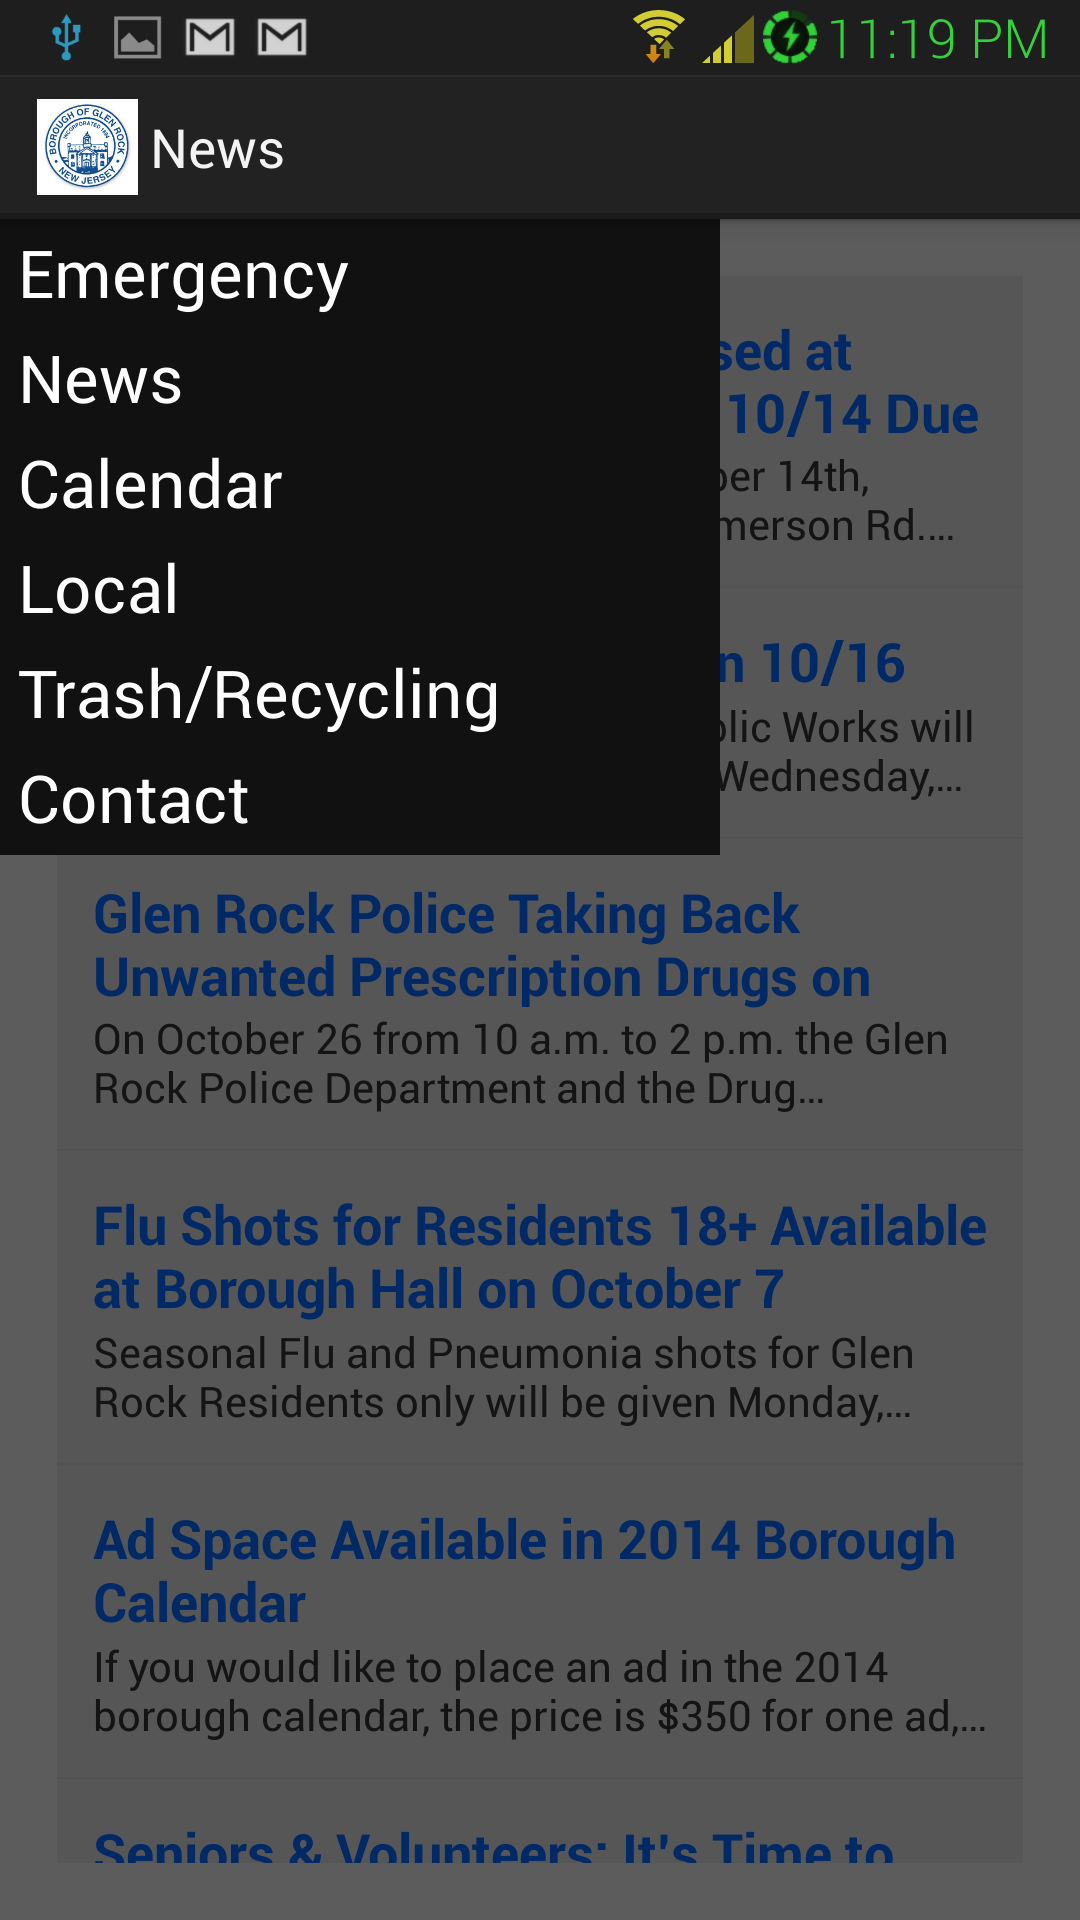 11:19 PM
BOROUGH OF GLEN ROCK
INCORPORATED 1894
NEW JERSEY
News
Emergency
News
Calendar
Local
Trash/Recycling
Contact
at
10/14 Due
14th,
Rd....
10/16
Works will
Wednesday,...
Glen Rock Police Taking Back
Unwanted Prescription Drugs on
On October 26 from 10 a.m. to 2 p.m. the Glen
Rock Police Department and the Drug...
Flu Shots for Residents 18+ Available
at Borough Hall on October 7
Seasonal Flu and Pneumonia shots for Glen
Rock Residents only will be given Monday,...
Ad Space Available in 2014 Borough
Calendar
If you would like to place an ad in the 2014
borough calendar, the price is $350 for one ad,...
Seniors & Volunteers: It's Time to